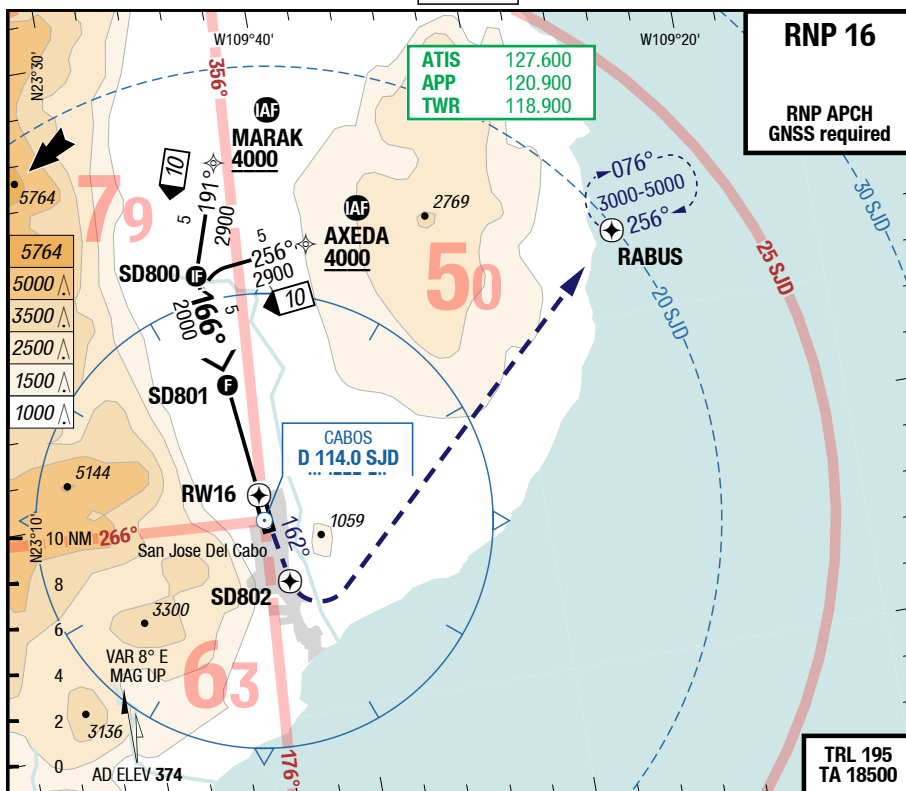 RNP 16
RNP APCH
GNSS required
W109°40'
W109°20'
N23°30'
356°
ATIS 127.600
APP 120.900
TWR 118.900
IAF
MARAK
4000
10
191°
5
2900
5764
79
IAF
AXEDA
4000
2769
076°
3000-5000
256°
RABUS
30 SJD
25 SJD
20 SJD
5
256°
2900
10
50
5764
5000
3500
2500
1500
1000
SD800
IF
166°
2000
5
SD801
F
CABOS
D 114.0 SJD
5144
RW16
N23°10'
10 NM
266°
San Jose Del Cabo
162°
1059
8
SD802
6
3300
63
VAR 8° E
MAG UP
4
2
3136
0
AD ELEV 374
176°
TRL 195
TA 18500